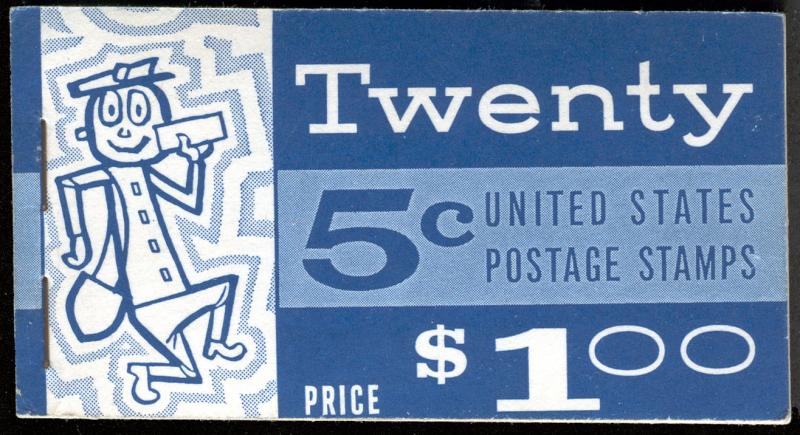 Twenty
5c UNITED STATES
POSTAGE STAMPS
PRICE $1.00